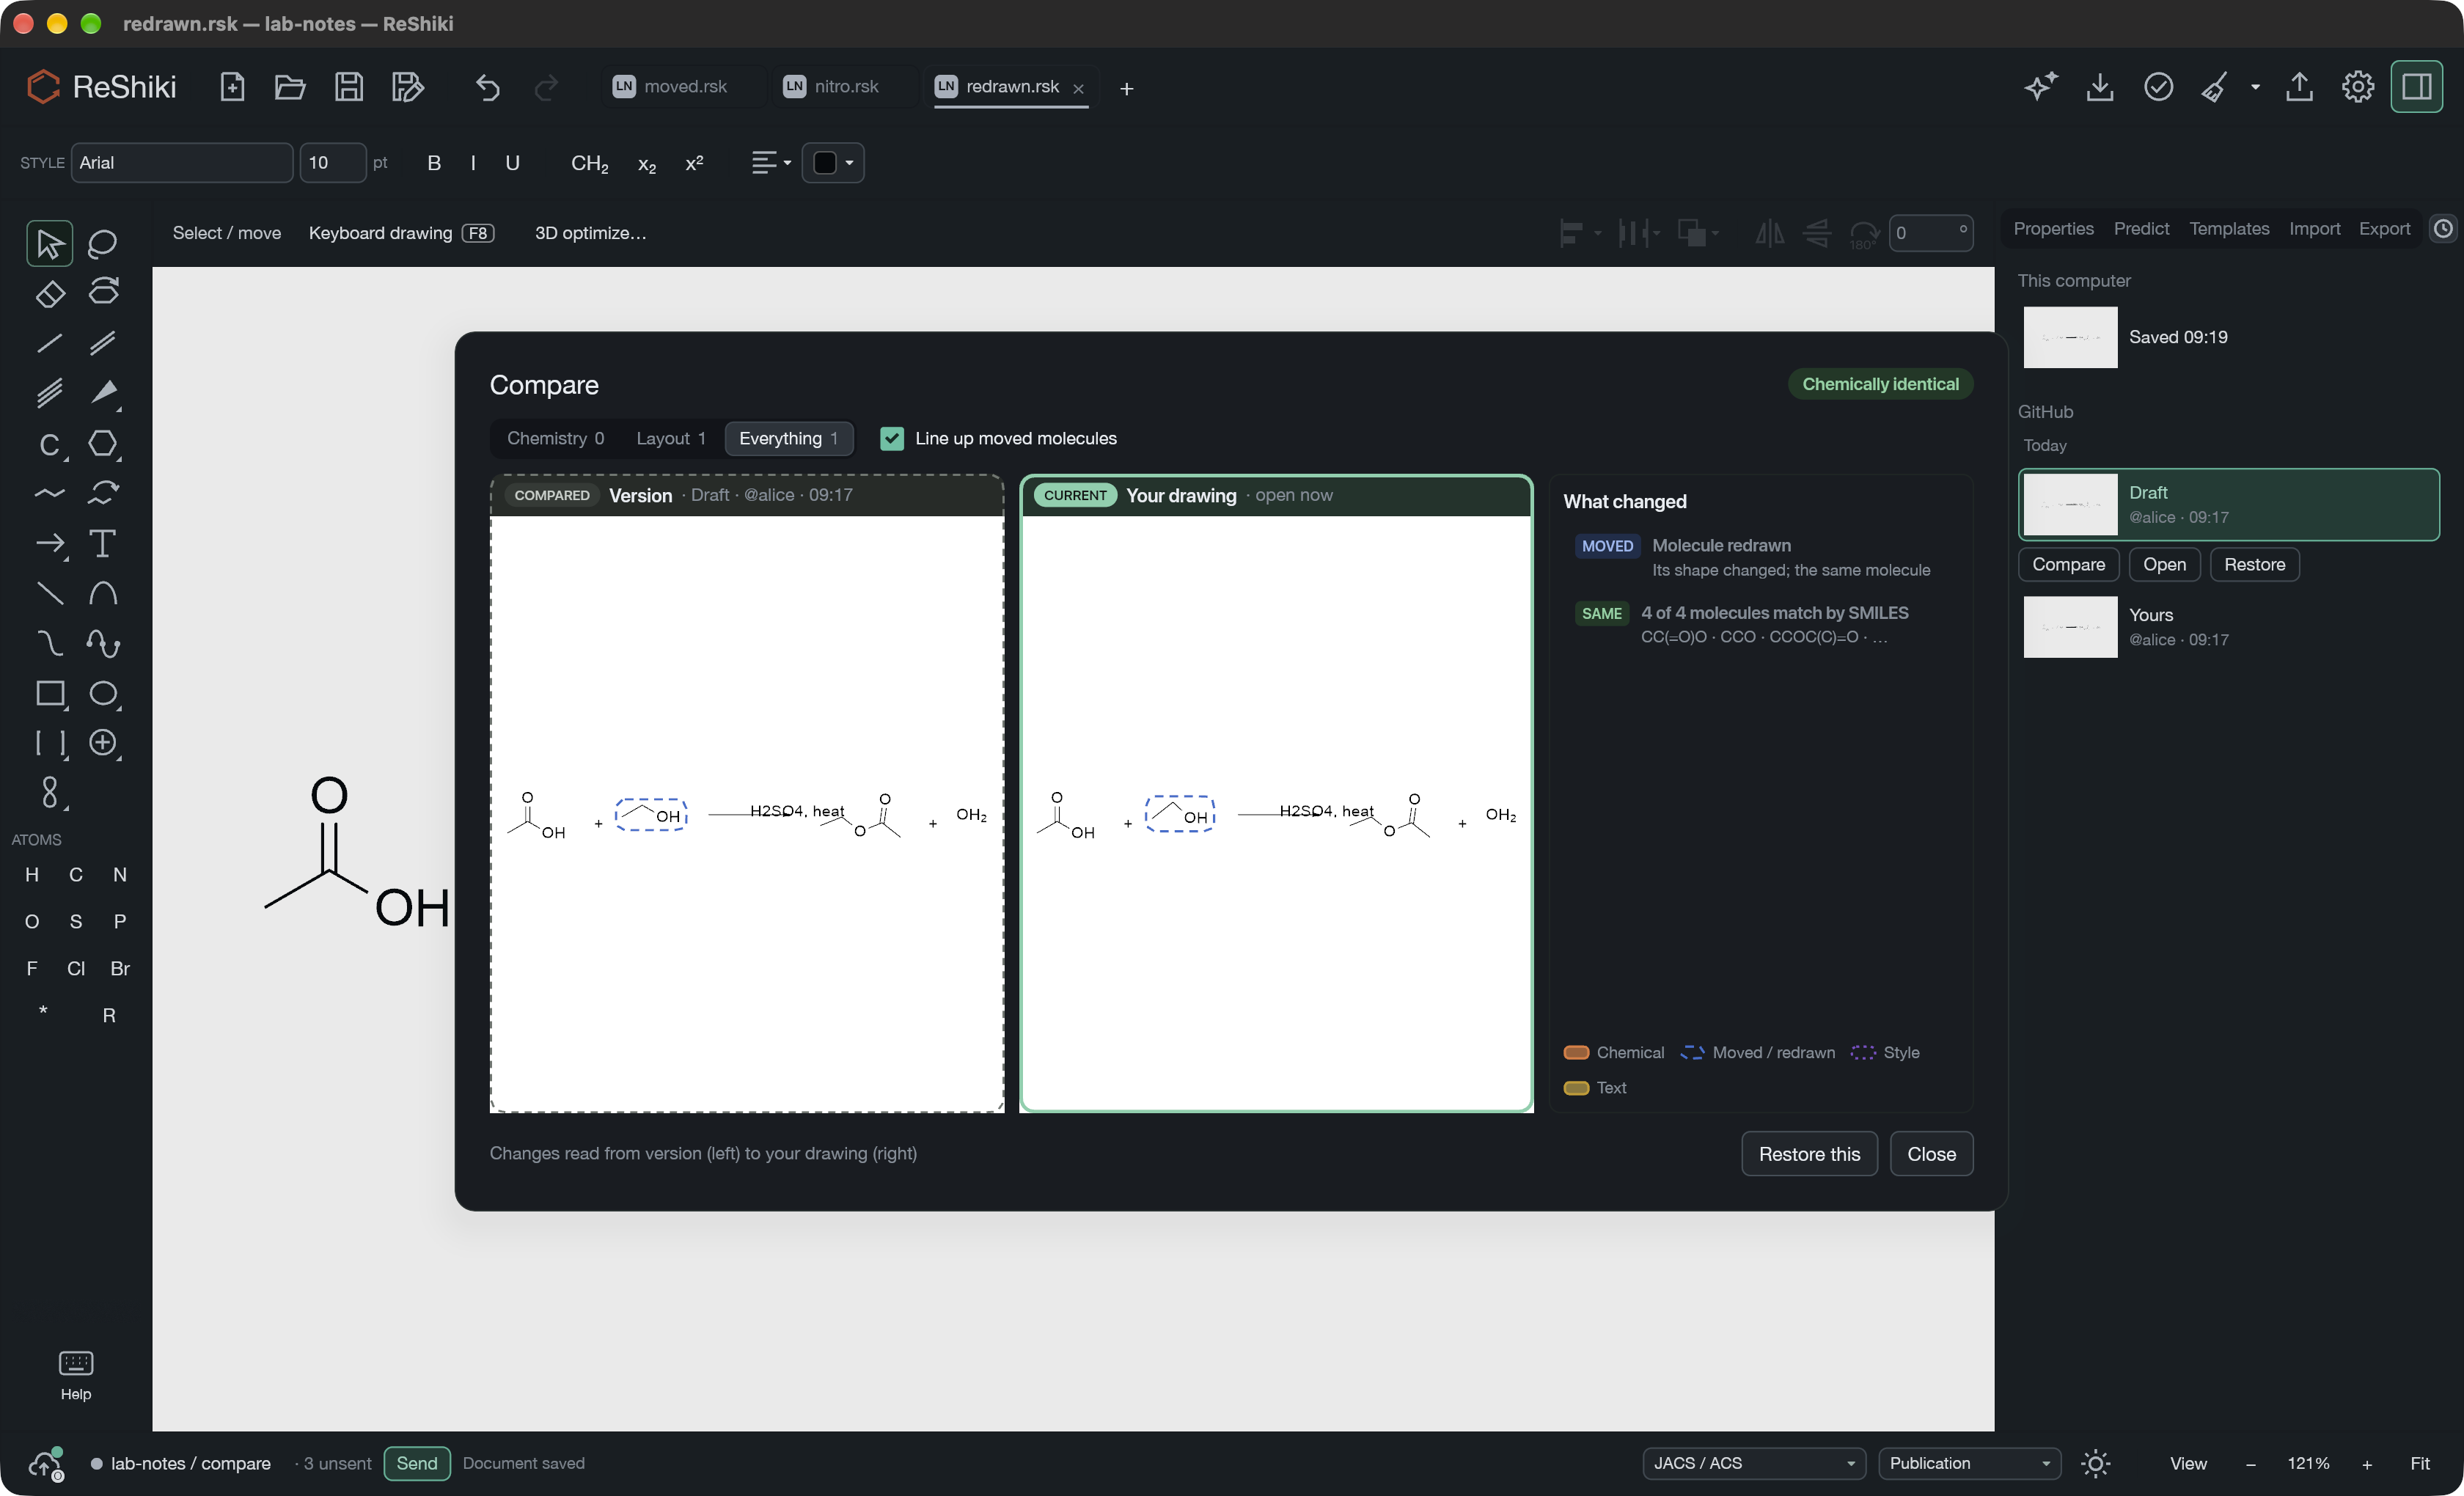 redrawn.rsk — lab-notes — ReShiki
ReShiki
LN moved.rsk
LN nitro.rsk
LN redrawn.rsk ×
+
STYLE Arial 10 pt B I U CH₂ x₂ x²
Select / move Keyboard drawing F8 3D optimize…
180° 0 °
Properties Predict Templates Import Export
This computer
Saved 09:19
GitHub
Today
Draft
@alice · 09:17
Compare Open Restore
Yours
@alice · 09:17
C
T
ATOMS
H C N
O S P
F Cl Br
* R
Help
O
OH
Compare
Chemically identical
Chemistry 0 Layout 1 Everything 1 Line up moved molecules
COMPARED Version · Draft · @alice · 09:17
O
OH
+
OH
H2SO4, heat
O
O
+
OH₂
CURRENT Your drawing · open now
O
OH
+
OH
H2SO4, heat
O
O
+
OH₂
What changed
MOVED Molecule redrawn
Its shape changed; the same molecule
SAME 4 of 4 molecules match by SMILES
CC(=O)O · CCO · CCOC(C)=O · …
Chemical Moved / redrawn Style
Text
Changes read from version (left) to your drawing (right)
Restore this Close
lab-notes / compare · 3 unsent Send Document saved
JACS / ACS Publication View − 121% + Fit